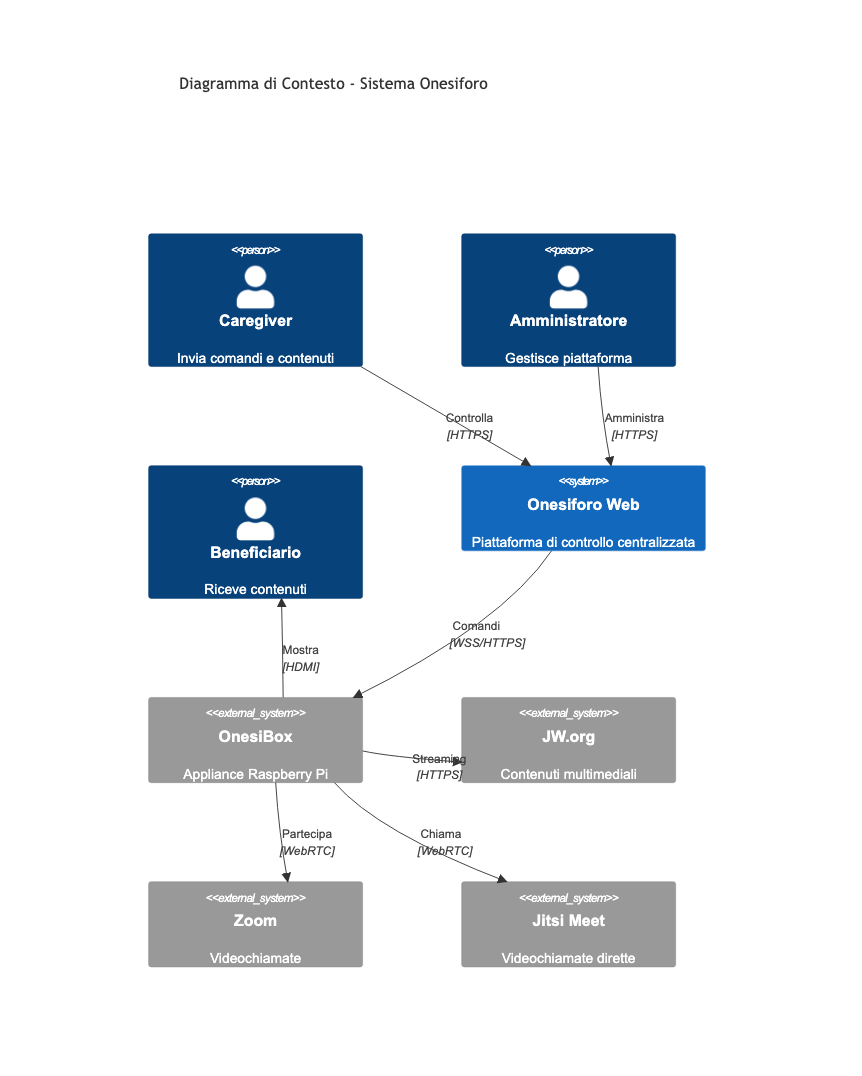 Diagramma di Contesto - Sistema Onesiforo
<<person>>
Caregiver
Invia comandi e contenuti
<<person>>
Amministratore
Gestisce piattaforma
Controlla
[HTTPS]
Amministra
[HTTPS]
<<person>>
Beneficiario
Riceve contenuti
<<system>>
Onesiforo Web
Piattaforma di controllo centralizzata
Comandi
[WSS/HTTPS]
Mostra
[HDMI]
<<external_system>>
OnesiBox
Appliance Raspberry Pi
Streaming
[HTTPS]
<<external_system>>
JW.org
Contenuti multimediali
Partecipa
[WebRTC]
Chiama
[WebRTC]
<<external_system>>
Zoom
Videochiamate
<<external_system>>
Jitsi Meet
Videochiamate dirette